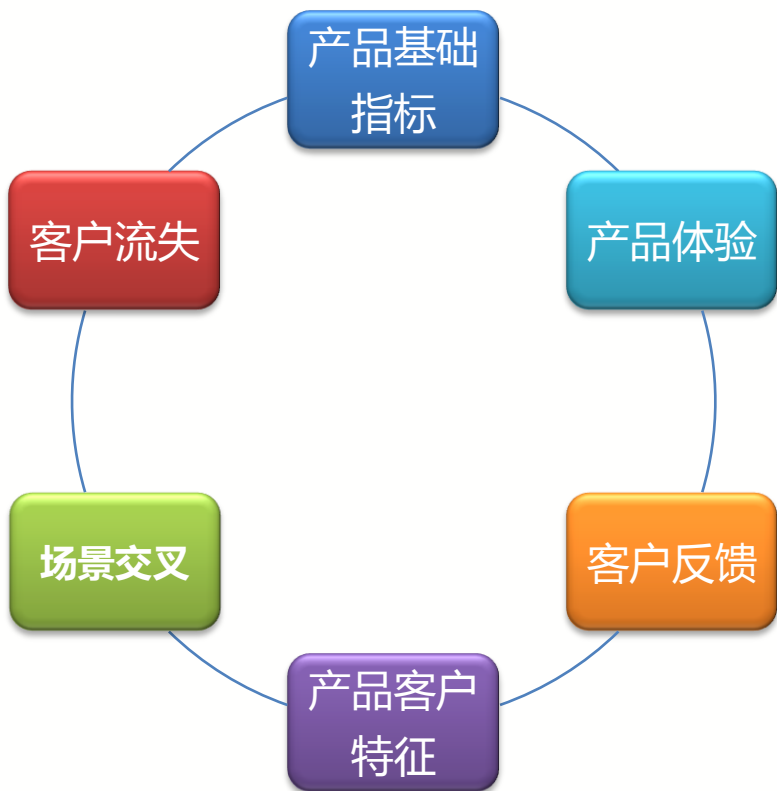 产品基础
指标
客户流失
产品体验
场景交叉
客户反馈
产品客户
特征